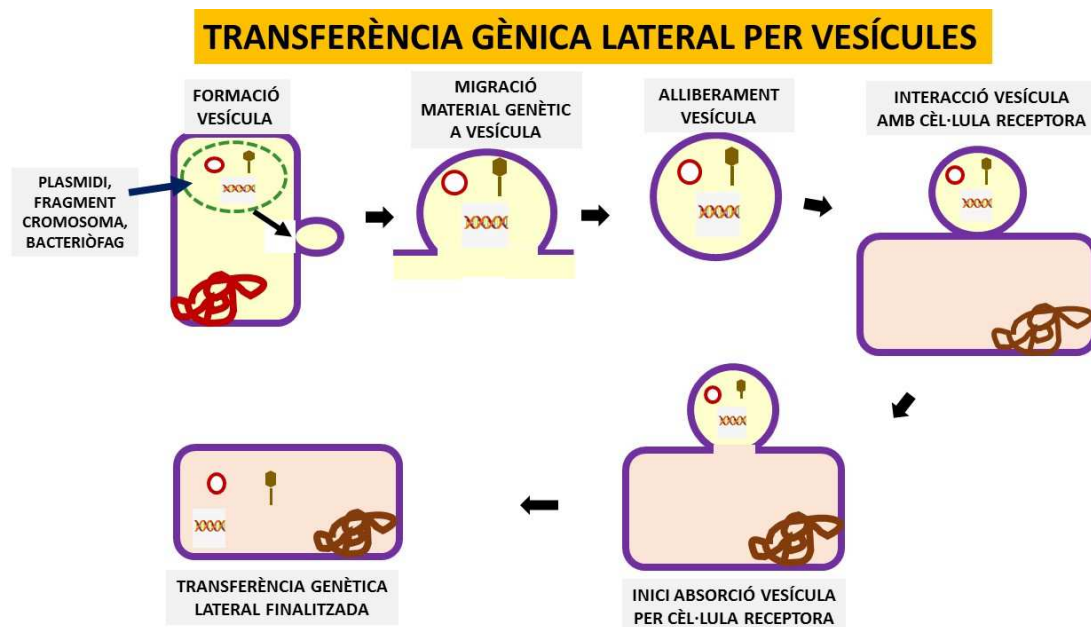 TRANSFERÈNCIA GÈNICA LATERAL PER VESÍCULES
FORMACIÓ
VESÍCULA
MIGRACIÓ
MATERIAL GENÈTIC
A VESÍCULA
ALLIBERAMENT
VESÍCULA
INTERACCIÓ VESÍCULA
AMB CÈL·LULA RECEPTORA
PLASMIDI,
FRAGMENT
CROMOSOMA,
BACTERIÒFAG
TRANSFERÈNCIA GENÈTICA
LATERAL FINALITZADA
INICI ABSORCIÓ VESÍCULA
PER CÈL·LULA RECEPTORA